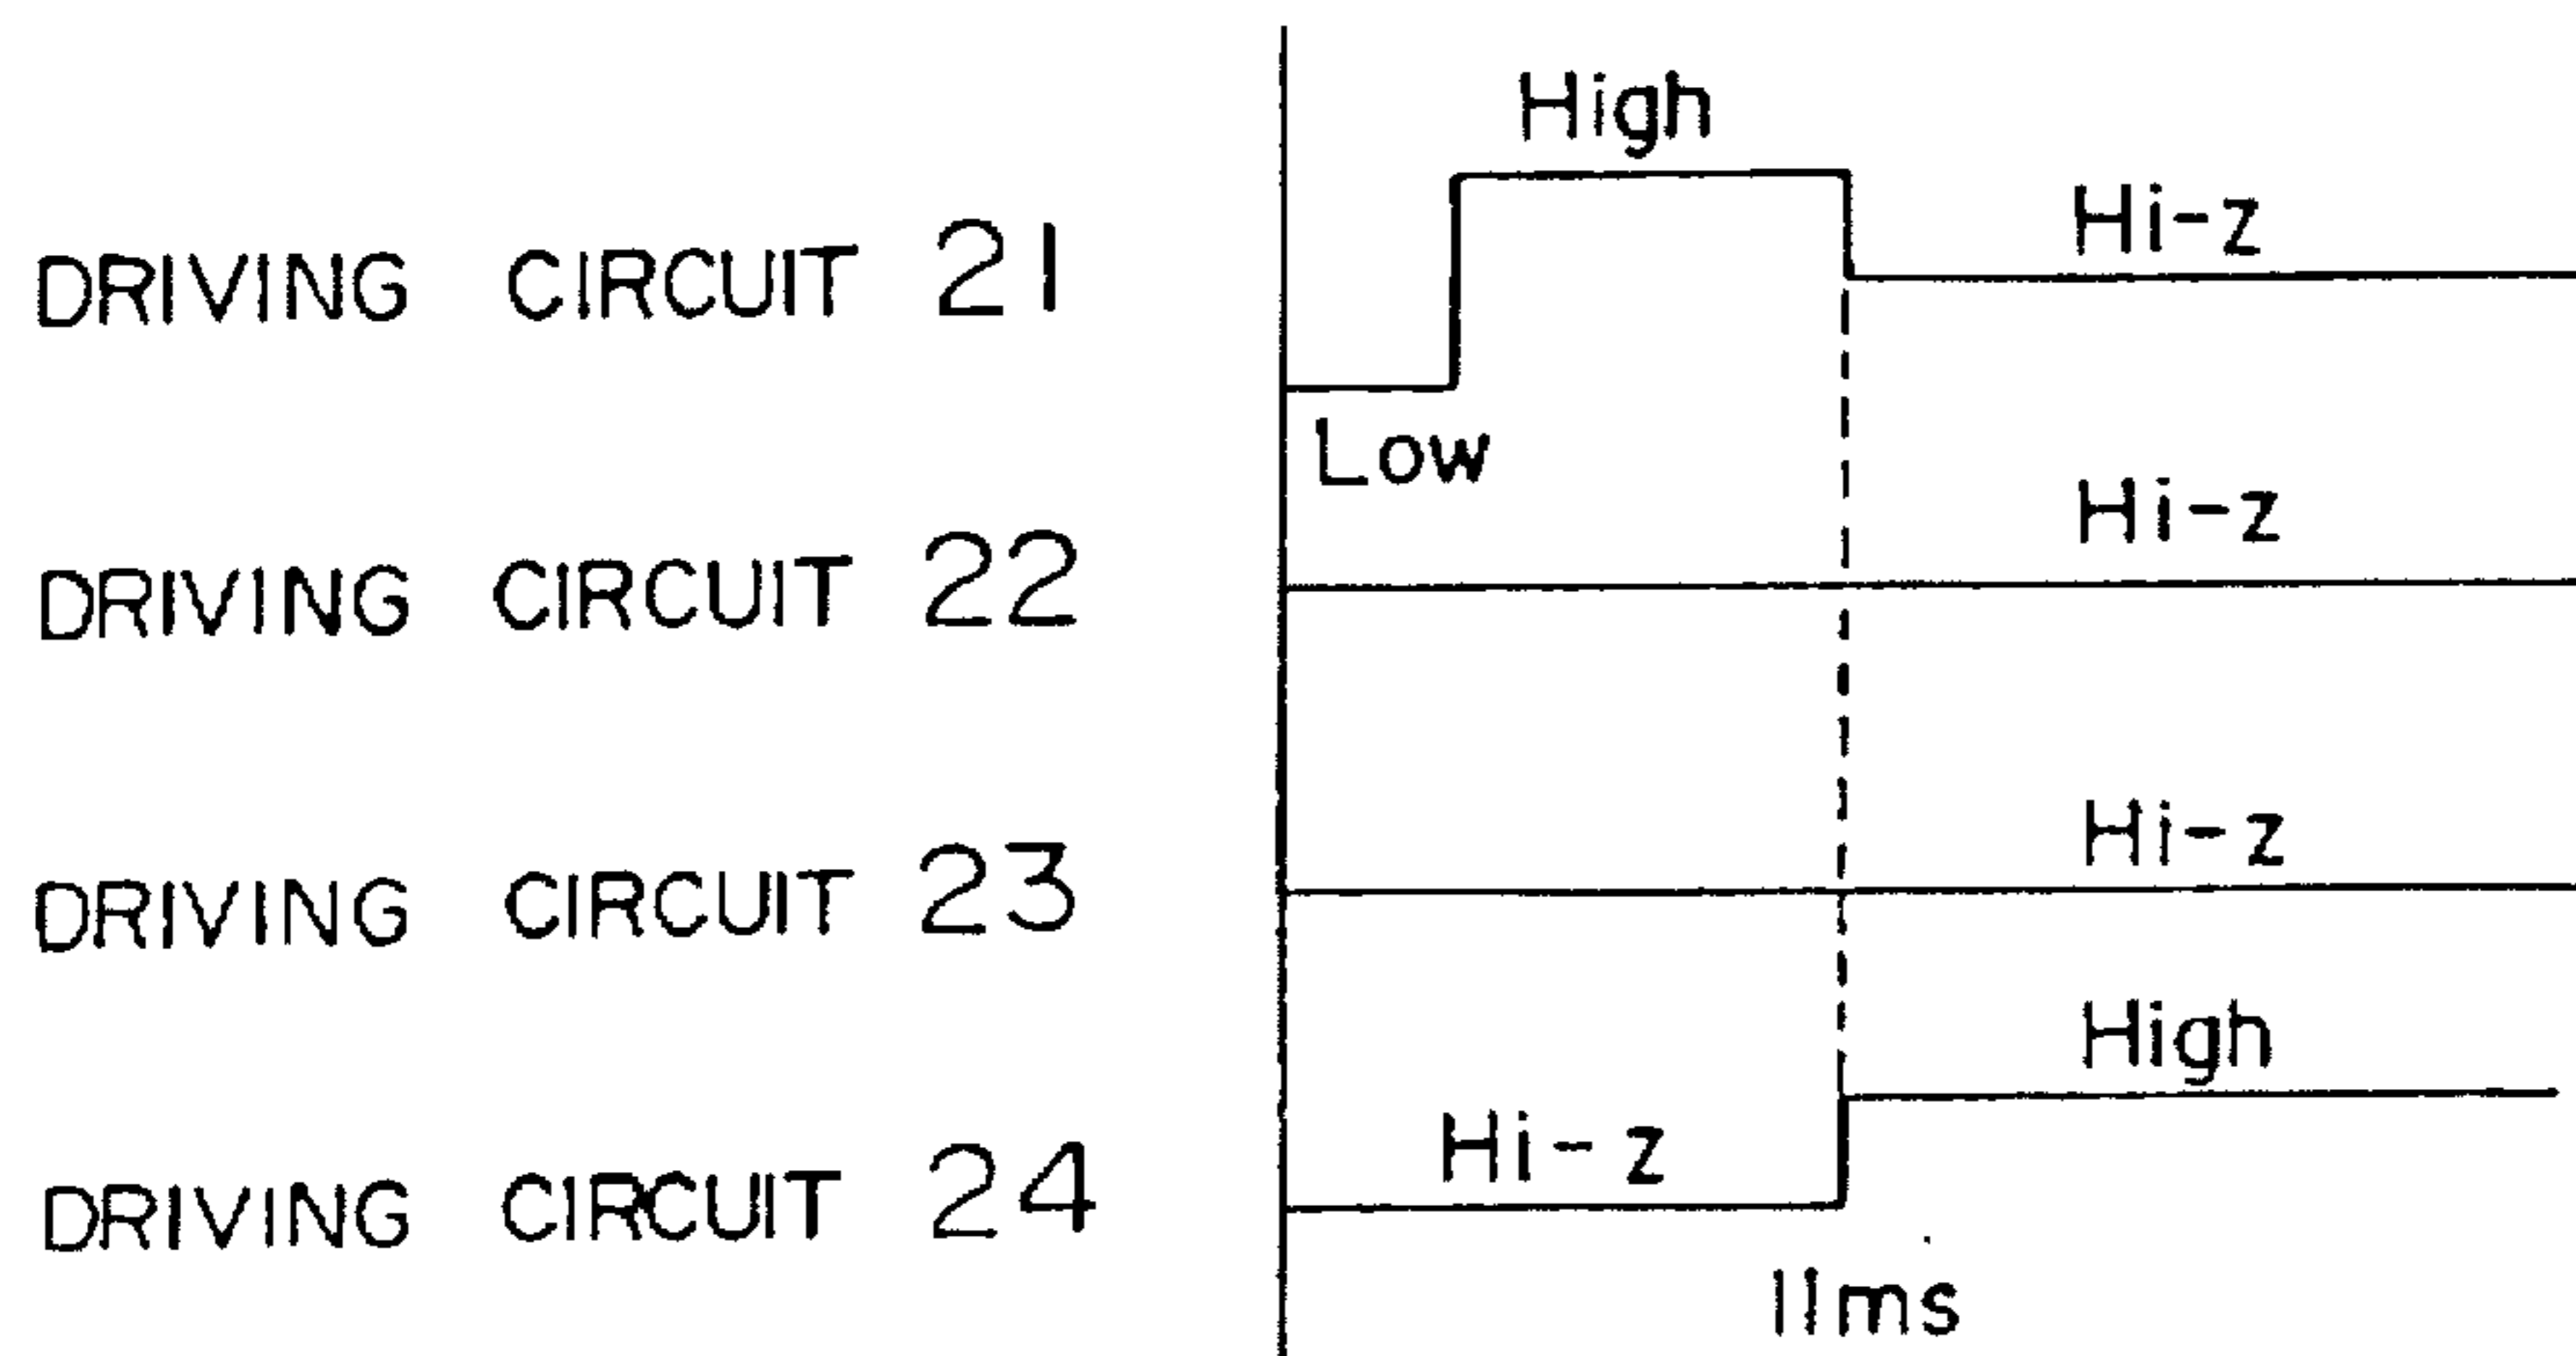 High
Hi-z
DRIVING CIRCUIT 21
Low
Hi-z
DRIVING CIRCUIT 22
Hi-z
DRIVING CIRCUIT 23
High
Hi-z
DRIVING CIRCUIT 24
11ms